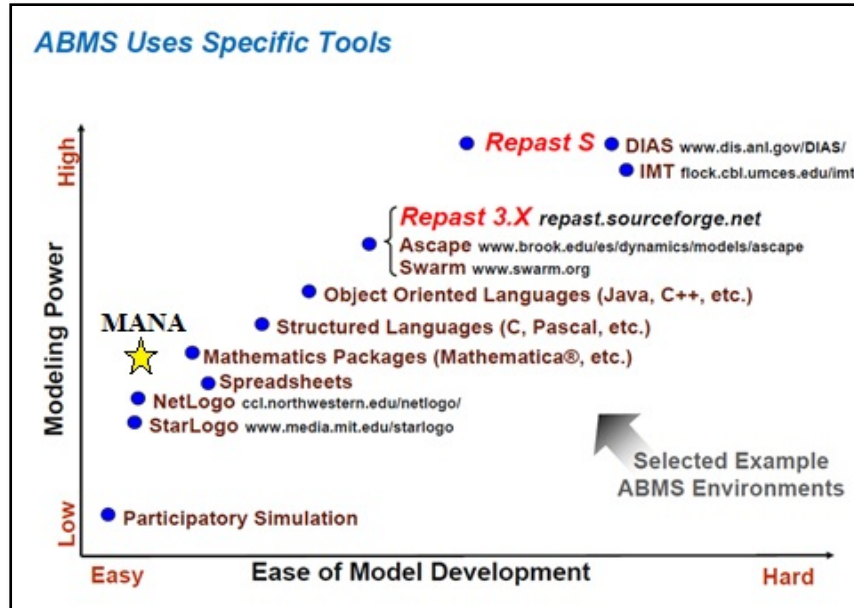 ABMS Uses Specific Tools
High
Repast S
DIAS www.dis.anl.gov/DIAS/
IMT flock.cbl.umces.edu/imt
Repast 3.X repast.sourceforge.net
Ascape www.brook.edu/es/dynamics/models/ascape
Swarm www.swarm.org
Object Oriented Languages (Java, C++, etc.)
MANA
Structured Languages (C, Pascal, etc.)
Mathematics Packages (Mathematica®, etc.)
Spreadsheets
NetLogo ccl.northwestern.edu/netlogo/
StarLogo www.media.mit.edu/starlogo
Modeling Power
Selected Example
ABMS Environments
Participatory Simulation
Low
Easy
Ease of Model Development
Hard